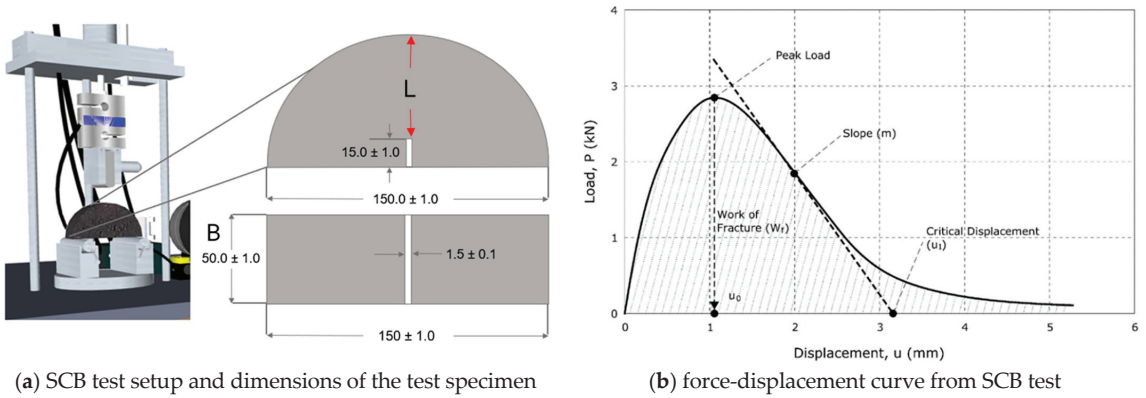 L
15.0 ± 1.0
150.0 ± 1.0
B
50.0 ± 1.0
1.5 ± 0.1
150 ± 1.0
(a) SCB test setup and dimensions of the test specimen
4
3
2
1
0
Load, P (kN)
Peak Load
Slope (m)
Work of
Fracture (Wf)
Critical Displacement
(u1)
u0
0 1 2 3 4 5 6
Displacement, u (mm)
(b) force-displacement curve from SCB test